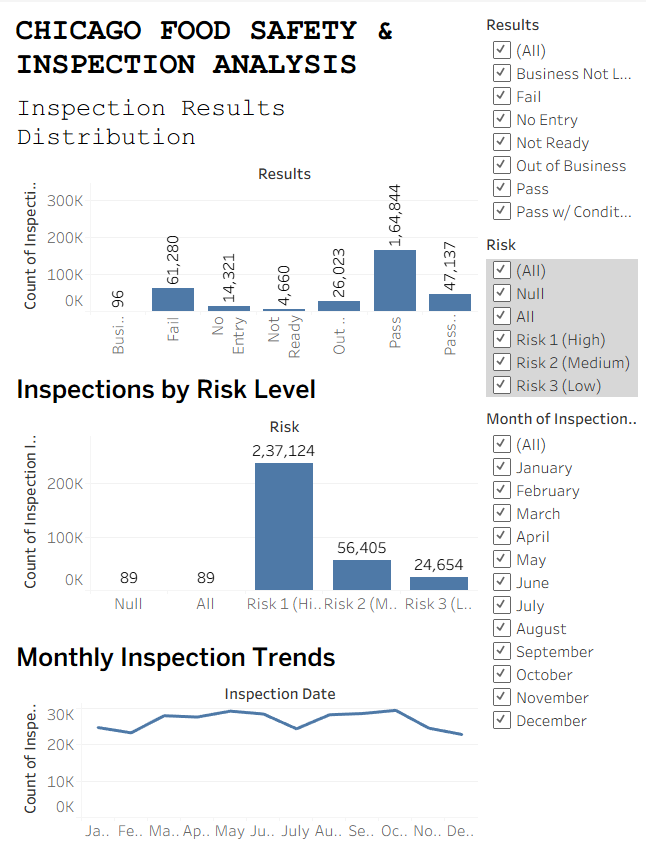 CHICAGO FOOD SAFETY &
INSPECTION ANALYSIS
Inspection Results
Distribution
Results
Count of Inspecti..
300K
200K
100K
0K
96
61,280
14,321
4,660
26,023
1,64,844
47,137
Busi..
Fail
No
Entry
Not
Ready
Out ..
Pass
Pass..
Inspections by Risk Level
Risk
Count of Inspection I..
200K
100K
0K
89
89
2,37,124
56,405
24,654
Null
All
Risk 1 (Hi..
Risk 2 (M..
Risk 3 (L..
Monthly Inspection Trends
Inspection Date
Count of Inspe..
30K
20K
10K
0K
Ja..
Fe..
Ma..
Ap..
May
Ju..
July
Au..
Se..
Oc..
No..
De..
Results
(All)
Business Not L...
Fail
No Entry
Not Ready
Out of Business
Pass
Pass w/ Condit...
Risk
(All)
Null
All
Risk 1 (High)
Risk 2 (Medium)
Risk 3 (Low)
Month of Inspection..
(All)
January
February
March
April
May
June
July
August
September
October
November
December